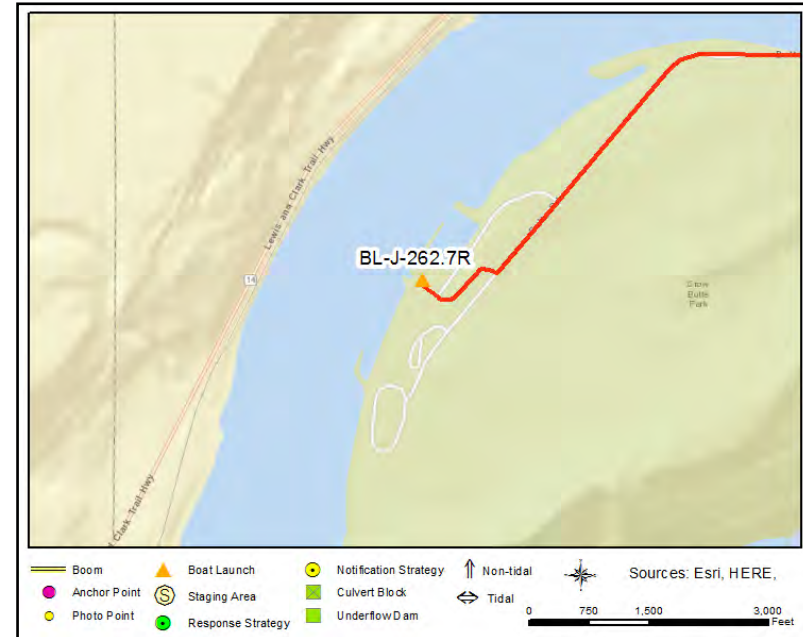 Lewis and Clark Trail Hwy
14
BL-J-262.7R
Butte
Park
Clark Trail Hwy
Boom
Anchor Point
Photo Point
Boat Launch
Staging Area
S
Response Strategy
Notification Strategy
Culvert Block
Underflow Dam
Non-tidal
Tidal
Sources: Esri, HERE,
0 750 1,500 3,000
Feet